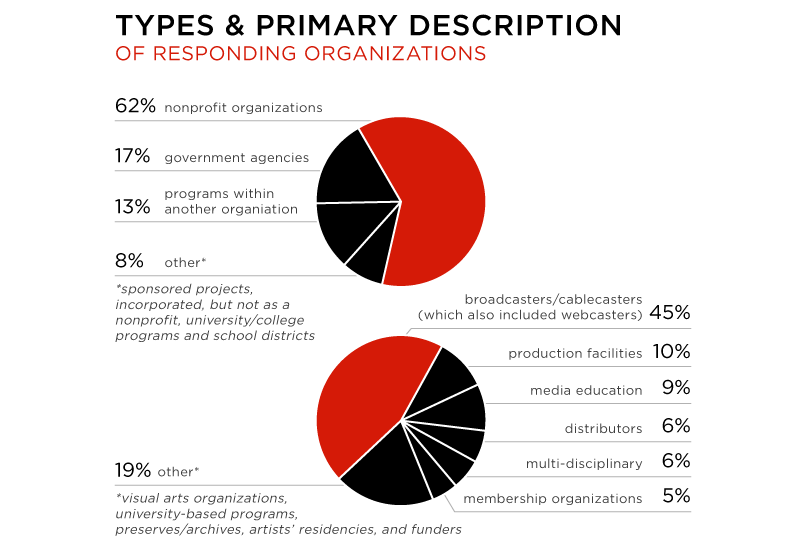 TYPES & PRIMARY DESCRIPTION
OF RESPONDING ORGANIZATIONS
62% nonprofit organizations
17% government agencies
programs within
13% another organiation
8% other*
*sponsored projects,
incorporated, but not as a
nonprofit, university/college
programs and school districts
broadcasters/cablecasters
(which also included webcasters) 45%
production facilities 10%
media education 9%
distributors 6%
multi-disciplinary 6%
membership organizations 5%
19% other*
*visual arts organizations,
university-based programs,
preserves/archives, artists' residencies, and funders